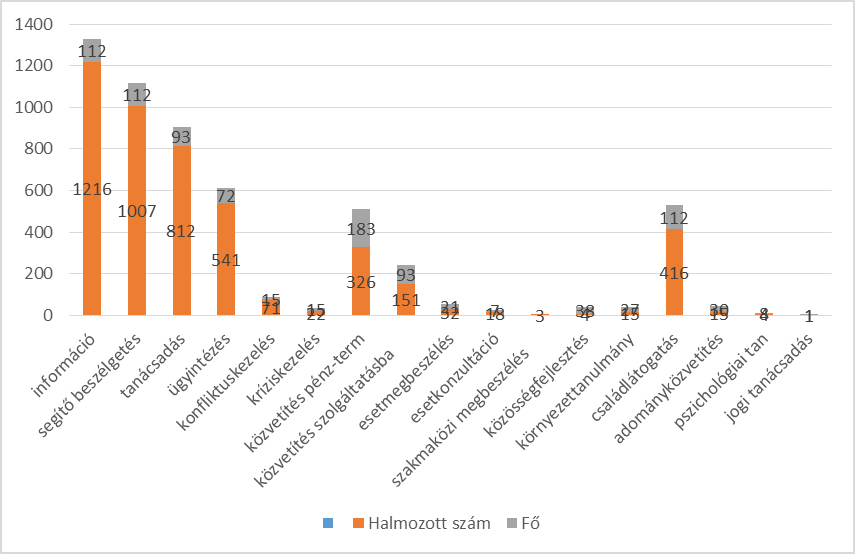 1400
1200
1000
800
600
400
200
0
112
1216
112
1007
93
812
72
541
15
71
15
22
183
326
93
151
21
32
7
18
3
38
4
27
15
112
416
30
15
4
1
információ
segítő beszélgetés
tanácsadás
ügyintézés
konfliktuskezelés
kríziskezelés
közvetítés pénz-term
közvetítés szolgáltatásba
esetmegbeszélés
esetkonzultáció
szakmaközi megbeszélés
közösségfejlesztés
környezettanulmány
családlátogatás
adományközvetítés
pszichológiai tan
jogi tanácsadás
Halmozott szám
Fő